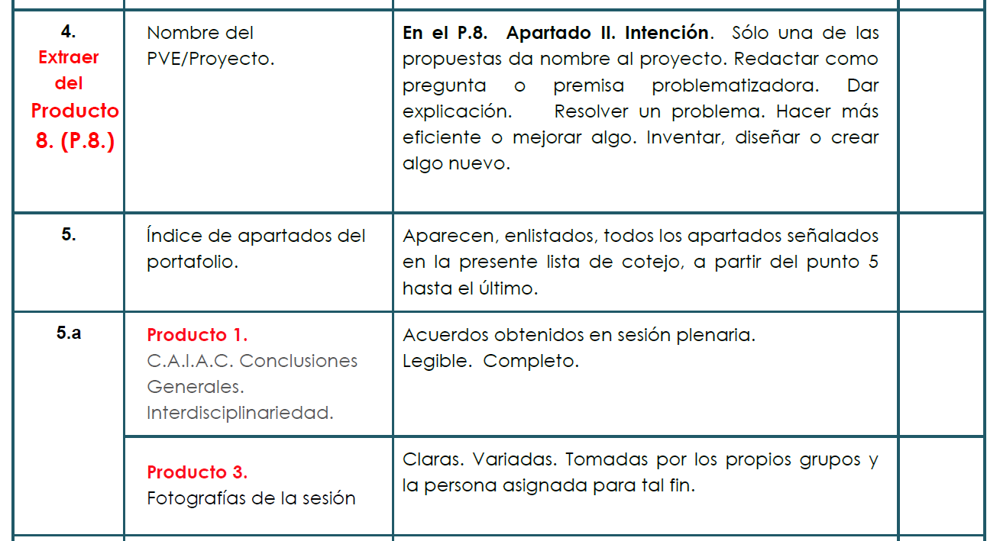 4.
Extraer
del
Producto
8. (P.8.)
Nombre del
PVE/Proyecto.
En el P.8. Apartado II. Intención. Sólo una de las
propuestas da nombre al proyecto. Redactar como
pregunta o premisa problematizadora. Dar
explicación. Resolver un problema. Hacer más
eficiente o mejorar algo. Inventar, diseñar o crear
algo nuevo.
5.
Índice de apartados del
portafolio.
Aparecen, enlistados, todos los apartados señalados
en la presente lista de cotejo, a partir del punto 5
hasta el último.
5.a
Producto 1.
C.A.I.A.C. Conclusiones
Generales.
Interdisciplinariedad.
Acuerdos obtenidos en sesión plenaria.
Legible. Completo.
Producto 3.
Fotografías de la sesión
Claras. Variadas. Tomadas por los propios grupos y
la persona asignada para tal fin.